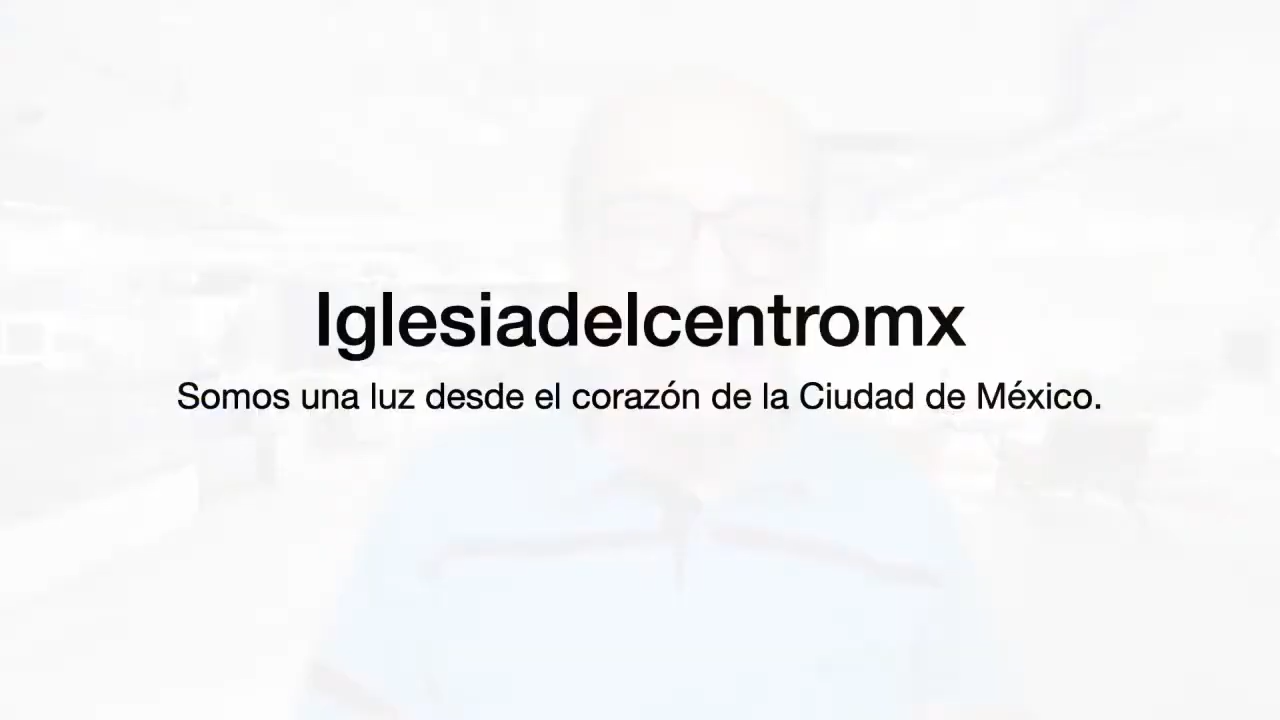 Iglesiadelcentromx
Somos una luz desde el corazón de la Ciudad de México.